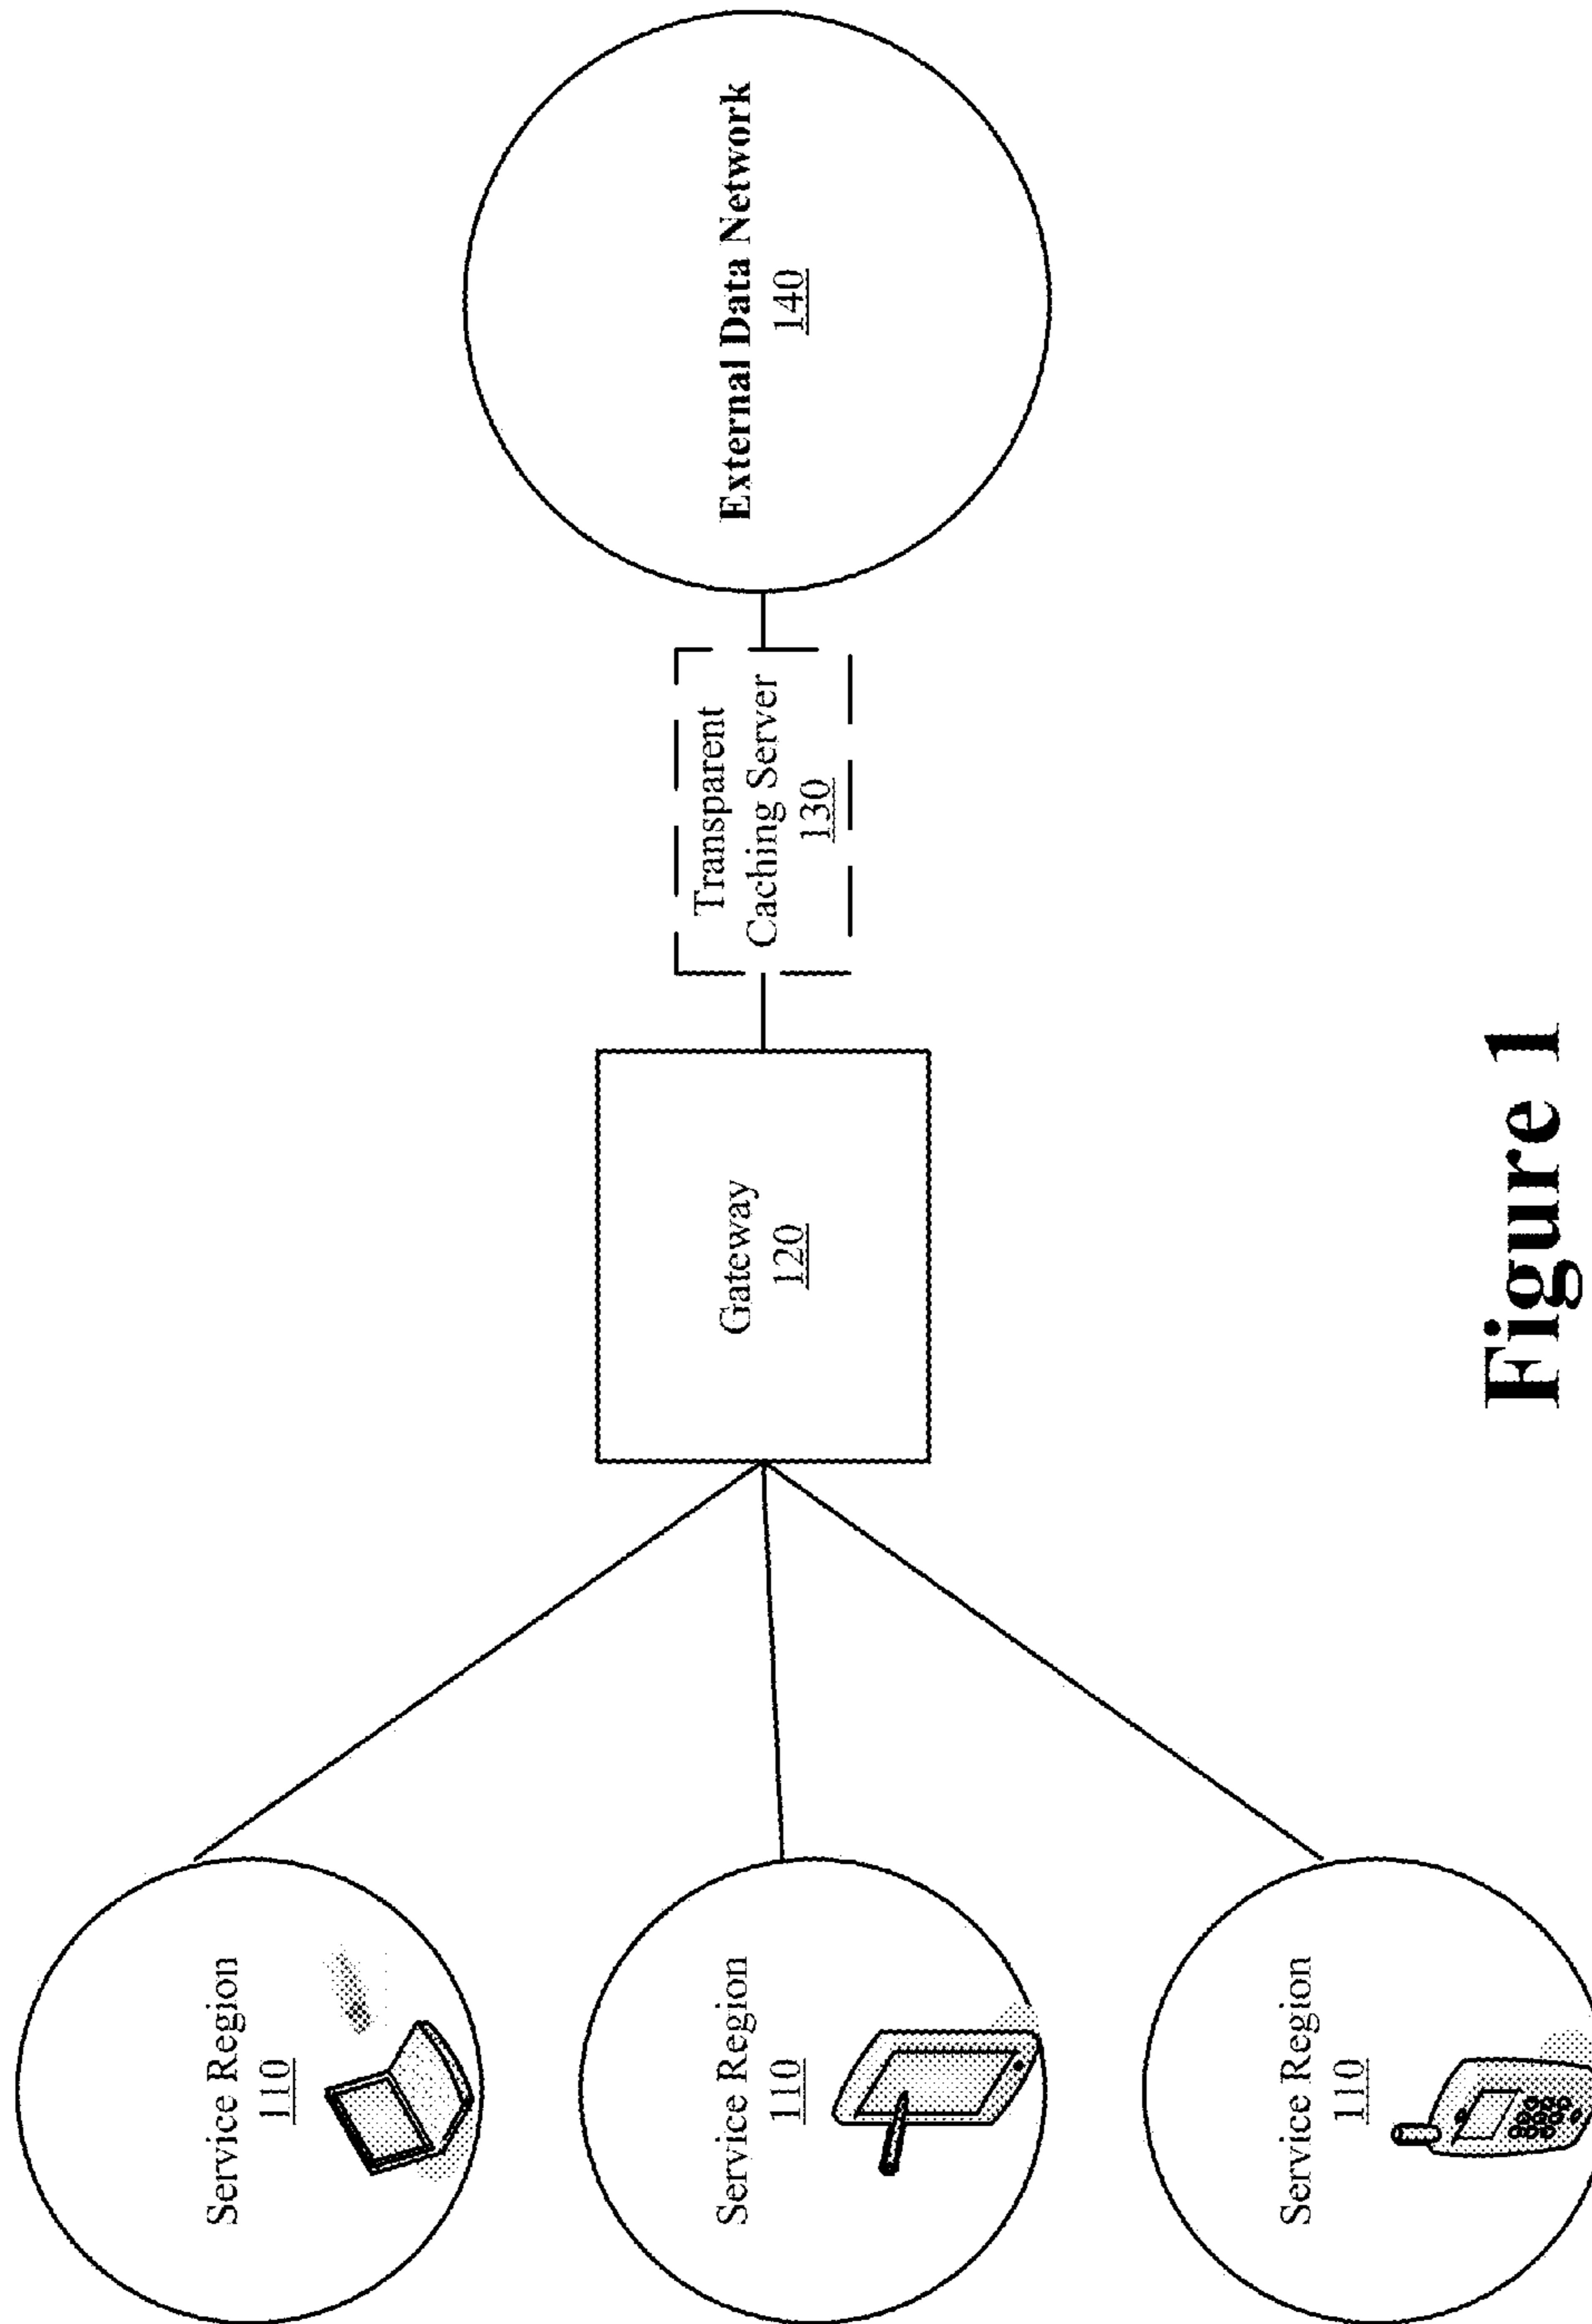 Service Region
110
Service Region
110
Service Region
110
Gateway
120
Transparent
Caching Server
130
External Data Network
140
Figure 1